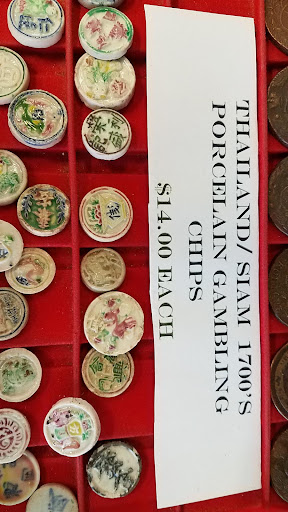 THAILAND/ SIAM 1700'S
PORCELAIN GAMBLING
CHIPS
$14.00 EACH